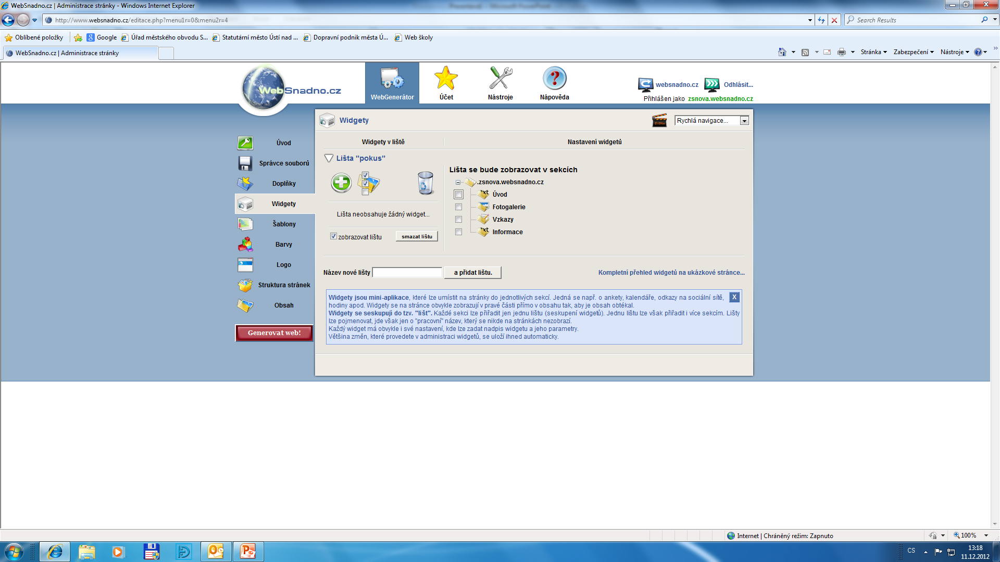 WebSnadno.cz | Administrace stránky - Windows Internet Explorer
http://www.websnadno.cz/editace.php?menu1r=0&menu2r=4
Search Results
Oblíbené položky
Google
Úřad městského obvodu S...
Statutární město Ústí nad ...
Dopravní podnik města Ú...
Web školy
WebSnadno.cz | Administrace stránky
Stránka
Zabezpečení
Nástroje
WebSnadno.cz
WebGenerátor
Účet
Nástroje
Nápověda
websnadno.cz
Odhlásit...
Přihlášen jako zsnova.websnadno.cz
Widgety
Rychlá navigace...
Úvod
Správce souborů
Doplňky
Widgety
Šablony
Barvy
Logo
Struktura stránek
Obsah
Generovat web!
Widgety v liště
Nastavení widgetů
Lišta "pokus"
Lišta neobsahuje žádný widget...
zobrazovat lištu
smazat lištu
Lišta se bude zobrazovat v sekcích
.zsnova.websnadno.cz
Úvod
Fotogalerie
Vzkazy
Informace
Název nové lišty
a přidat lištu.
Kompletní přehled widgetů na ukázkové stránce...
X
Widgety jsou mini-aplikace, které lze umístit na stránky do jednotlivých sekcí. Jedná se např. o ankety, kalendáře, odkazy na sociální sítě,
hodiny apod. Widgety se na stránce obvykle zobrazují v pravé části přímo v obsahu tak, aby je obsah obtékal.
Widgety se seskupují do tzv. "lišt". Každé sekci lze přiřadit jen jednu lištu (seskupení widgetů). Jednu lištu lze však přiřadit i více sekcím. Lišty
lze pojmenovat, jde však jen o "pracovní" název, který se nikde na stránkách nezobrazí.
Každý widget má obvykle i své nastavení, kde lze zadat nadpis widgetu a jeho parametry.
Většina změn, které provedete v administraci widgetů, se uloží ihned automaticky.
Internet | Chráněný režim: Zapnuto
100%
CS
13:18
11.12.2012